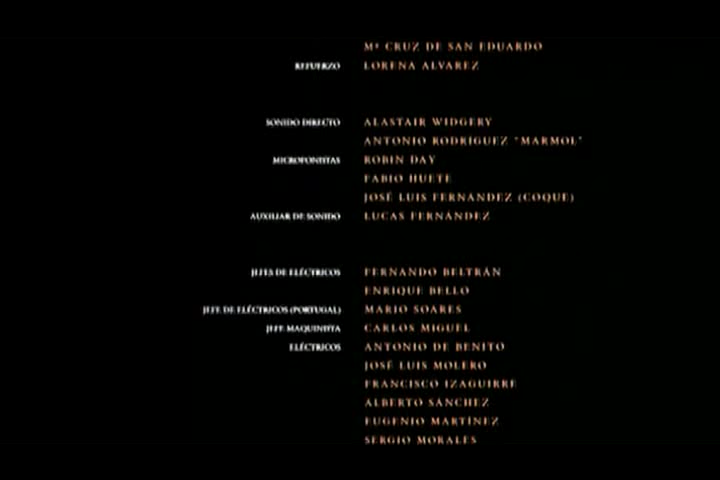 Mª CRUZ DE SAN EDUARDO
REFUERZO LORENA ALVAREZ
SONIDO DIRECTO ALASTAIR WIDGERY
ANTONIO RODRÍGUEZ "MARMOL"
MICROFONISTAS ROBIN DAY
FABIO HUETE
JOSÉ LUIS FERNÁNDEZ (COQUE)
AUXILIAR DE SONIDO LUCAS FERNÁNDEZ
JEFES DE ELÉCTRICOS FERNANDO BELTRÁN
ENRIQUE BELLO
JEFE DE ELÉCTRICOS (PORTUGAL) MARIO SOARES
JEFE MAQUINISTA CARLOS MIGUEL
ELÉCTRICOS ANTONIO DE BENITO
JOSÉ LUIS MOLERO
FRANCISCO IZAGUIRRE
ALBERTO SÁNCHEZ
EUGENIO MARTÍNEZ
SERGIO MORALES